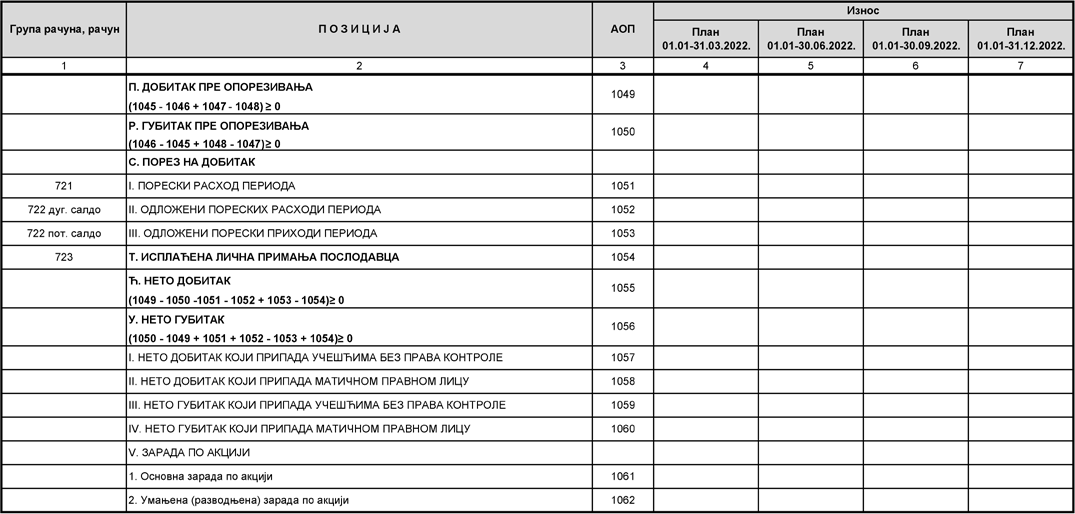 Група рачуна, рачун П О З И Ц И Ј А АОП Износ
План 01.01-31.03.2022. План 01.01-30.06.2022. План 01.01-30.09.2022. План 01.01-31.12.2022.
1 2 3 4 5 6 7
П. ДОБИТАК ПРЕ ОПОРЕЗИВАЊА
(1045 - 1046 + 1047 - 1048) ≥ 0 1049
Р. ГУБИТАК ПРЕ ОПОРЕЗИВАЊА
(1046 - 1045 + 1048 - 1047)≥ 0 1050
С. ПОРЕЗ НА ДОБИТАК
721 I. ПОРЕСКИ РАСХОД ПЕРИОДА 1051
722 дуг. салдо II. ОДЛОЖЕНИ ПОРЕСКИХ РАСХОДИ ПЕРИОДА 1052
722 пот. салдо III. ОДЛОЖЕНИ ПОРЕСКИ ПРИХОДИ ПЕРИОДА 1053
723 Т. ИСПЛАЋЕНА ЛИЧНА ПРИМАЊА ПОСЛОДАВЦА 1054
Ћ. НЕТО ДОБИТАК
(1049 - 1050 -1051 - 1052 + 1053 - 1054)≥ 0 1055
У. НЕТО ГУБИТАК
(1050 - 1049 + 1051 + 1052 - 1053 + 1054)≥ 0 1056
I. НЕТО ДОБИТАК КОЈИ ПРИПАДА УЧЕШЋИМА БЕЗ ПРАВА КОНТРОЛЕ 1057
II. НЕТО ДОБИТАК КОЈИ ПРИПАДА МАТИЧНОМ ПРАВНОМ ЛИЦУ 1058
III. НЕТО ГУБИТАК КОЈИ ПРИПАДА УЧЕШЋИМА БЕЗ ПРАВА КОНТРОЛЕ 1059
IV. НЕТО ГУБИТАК КОЈИ ПРИПАДА МАТИЧНОМ ПРАВНОМ ЛИЦУ 1060
V. ЗАРАДА ПО АКЦИЈИ
1. Основна зарада по акцији 1061
2. Умањена (разводњена) зарада по акцији 1062